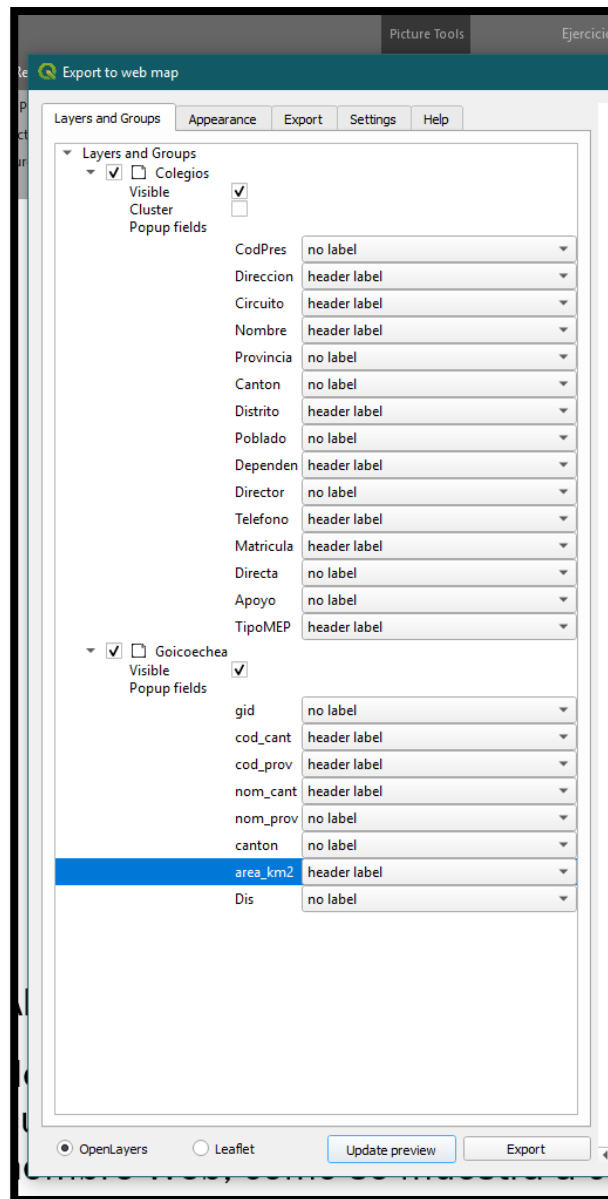 Picture Tools Ejercicio
Export to web map
Layers and Groups Appearance Export Settings Help
Layers and Groups
Colegios
Visible
Cluster
Popup fields
CodPres no label
Direccion header label
Circuito header label
Nombre header label
Provincia no label
Canton no label
Distrito header label
Poblado no label
Dependen header label
Director no label
Telefono header label
Matricula header label
Directa no label
Apoyo no label
TipoMEP header label
Goicoechea
Visible
Popup fields
gid no label
cod_cant header label
cod_prov header label
nom_cant header label
nom_prov no label
canton no label
area_km2 header label
Dis no label
OpenLayers Leaflet Update preview Export